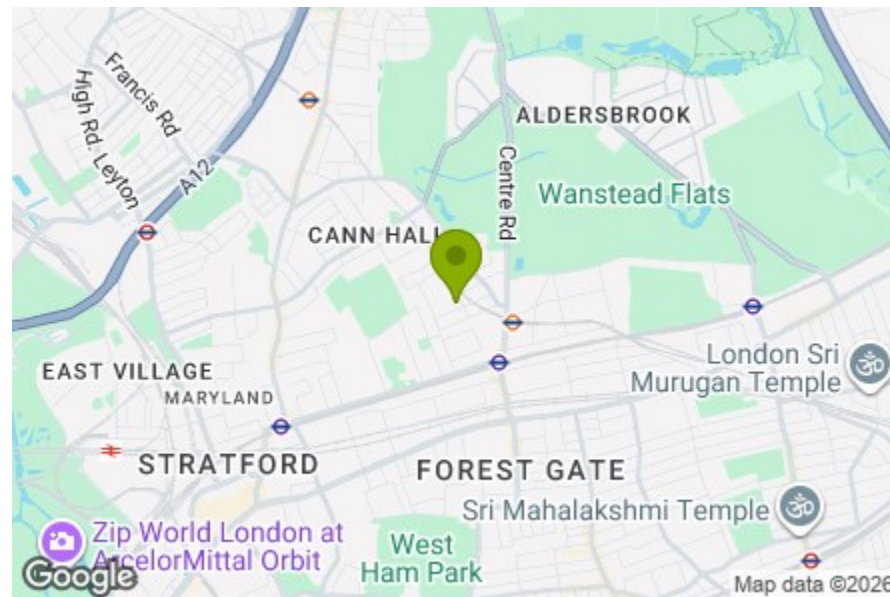 Francis Rd
High Rd. Leyton
A12
ALDERSBROOK
Centre Rd
Wanstead Flats
CANN HALL
EAST VILLAGE
MARYLAND
London Sri
Murugan Temple
STRATFORD
FOREST GATE
Sri Mahalakshmi Temple
Zip World London at
ArcelorMittal Orbit
West
Ham Park
Google
Map data ©2026